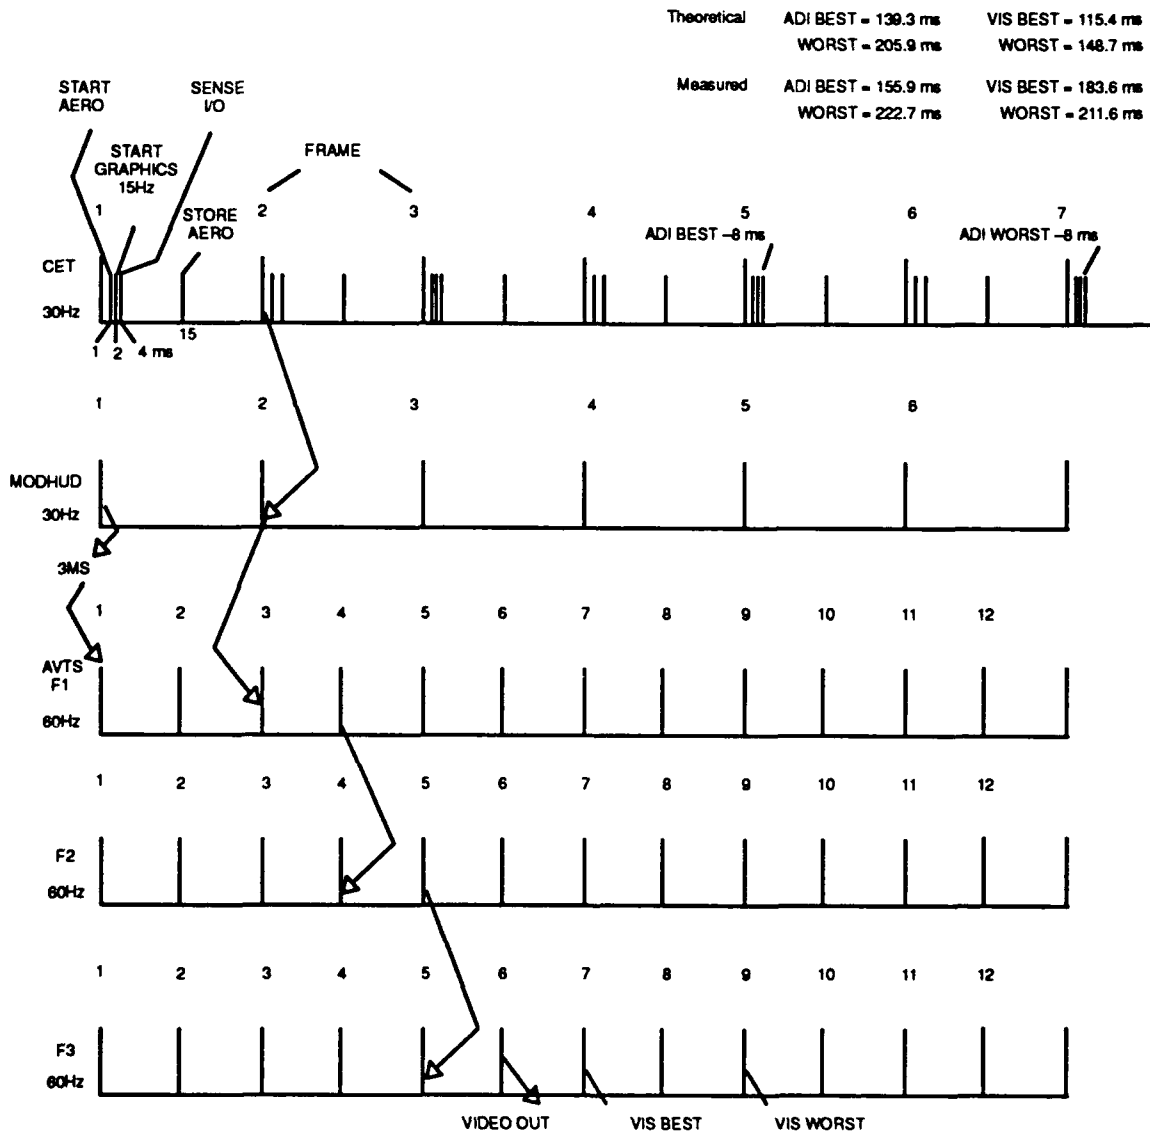 Theoretical ADI BEST = 139.3 ms VIS BEST = 115.4 ms
WORST = 205.9 ms WORST = 148.7 ms
Measured ADI BEST = 155.9 ms VIS BEST = 183.6 ms
WORST = 222.7 ms WORST = 211.6 ms
START
AERO
SENSE
I/O
START
GRAPHICS
15Hz
FRAME
STORE
AERO
1 2 3 4 5 6 7
ADI BEST –8 ms ADI WORST –8 ms
CET
30Hz
15
1 2 4 ms
1 2 3 4 5 6
MODHUD
30Hz
3MS
1 2 3 4 5 6 7 8 9 10 11 12
AVTS
F1
60Hz
1 2 3 4 5 6 7 8 9 10 11 12
F2
60Hz
1 2 3 4 5 6 7 8 9 10 11 12
F3
60Hz
VIDEO OUT VIS BEST VIS WORST